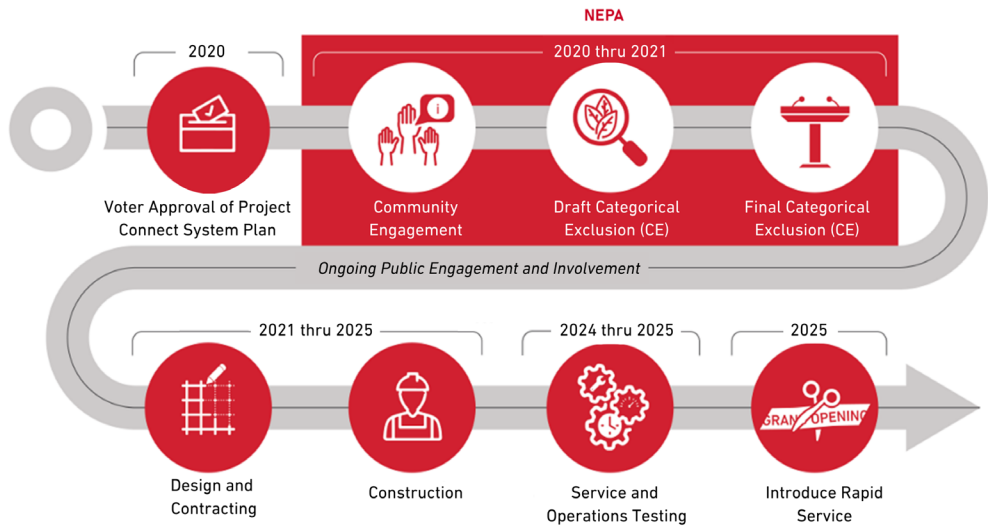 NEPA
2020
2020 thru 2021
i
Voter Approval of Project
Connect System Plan
Community
Engagement
Draft Categorical
Exclusion (CE)
Final Categorical
Exclusion (CE)
Ongoing Public Engagement and Involvement
2021 thru 2025
2024 thru 2025
2025
GRAND OPENING
Design and
Contracting
Construction
Service and
Operations Testing
Introduce Rapid
Service